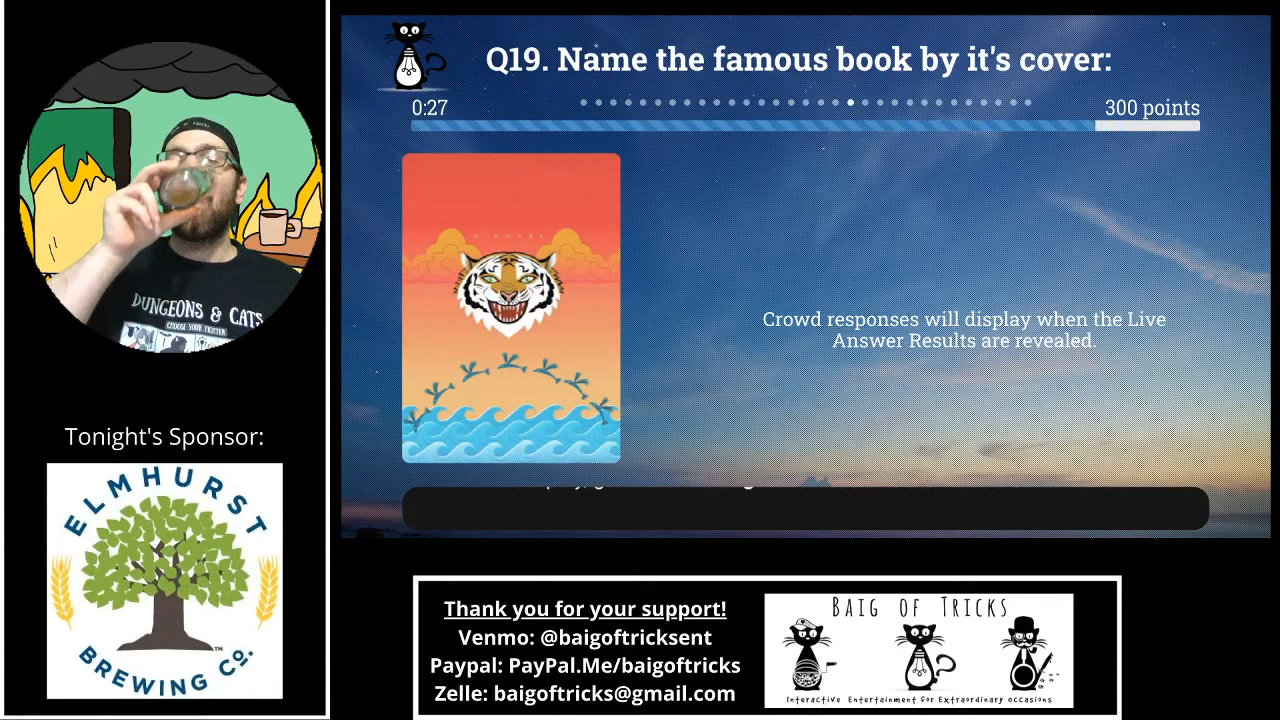 Q19. Name the famous book by it's cover:
0:27
300 points
A NOVEL
Crowd responses will display when the Live
Answer Results are revealed.
DUNGEONS & CATS
CHOOSE YOUR FIGHTER
Tonight's Sponsor:
ELMHURST
BREWING CO.
TM
Thank you for your support!
Venmo: @baigoftricksent
Paypal: PayPal.Me/baigoftricks
Zelle: baigoftricks@gmail.com
BAIG OF TRICKS
Interactive Entertainment for Extraordinary occasions